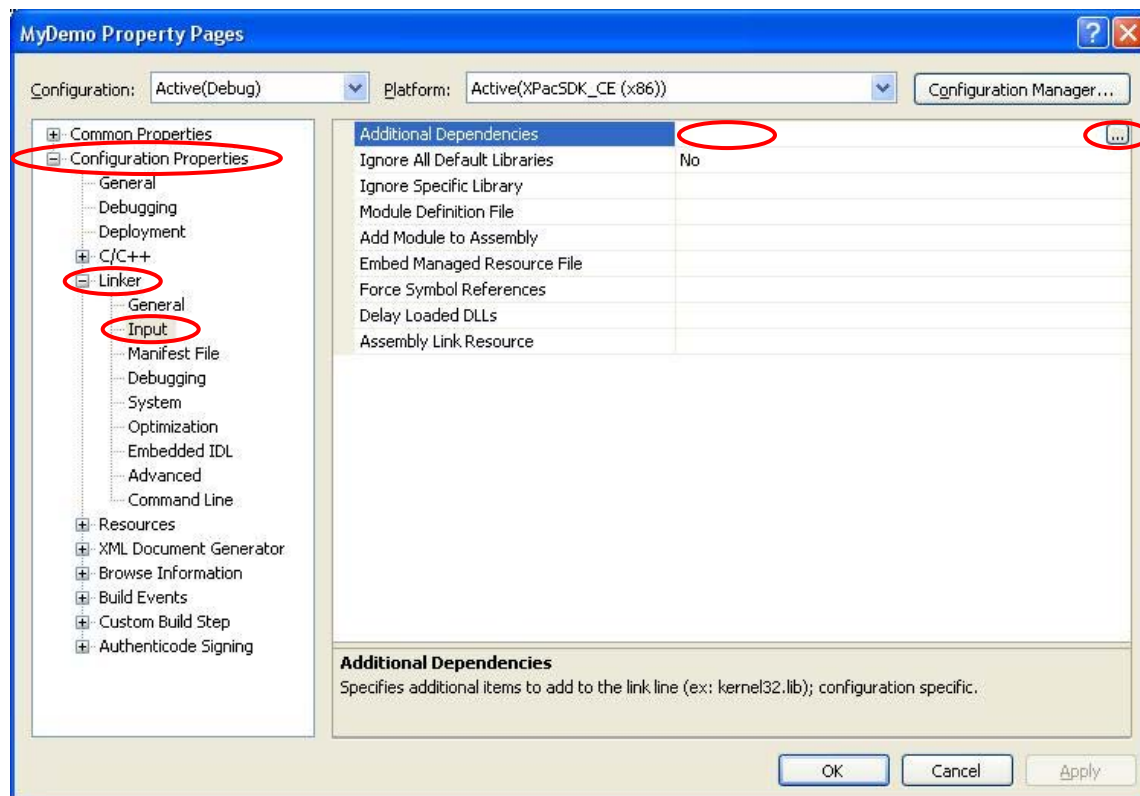 MyDemo Property Pages
Configuration: Active(Debug) Platform: Active(XPacSDK_CE (x86)) Configuration Manager...
Common Properties
Configuration Properties
General
Debugging
Deployment
C/C++
Linker
General
Input
Manifest File
Debugging
System
Optimization
Embedded IDL
Advanced
Command Line
Resources
XML Document Generator
Browse Information
Build Events
Custom Build Step
Authenticode Signing
Additional Dependencies ...
Ignore All Default Libraries No
Ignore Specific Library
Module Definition File
Add Module to Assembly
Embed Managed Resource File
Force Symbol References
Delay Loaded DLLs
Assembly Link Resource
Additional Dependencies
Specifies additional items to add to the link line (ex: kernel32.lib); configuration specific.
OK Cancel Apply